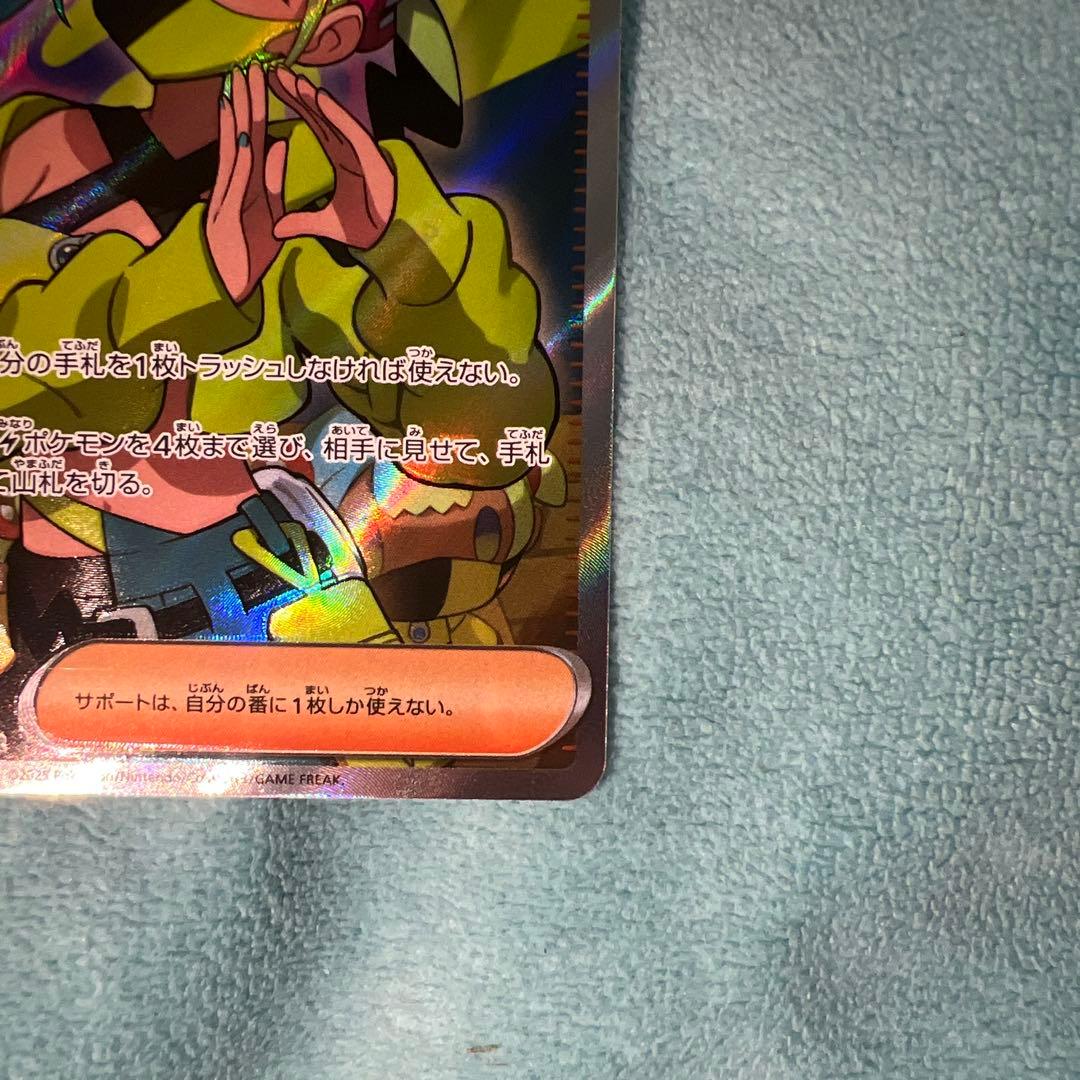 分の手札を1枚トラッシュしなければ使えない。
ポケモンを4枚まで選び、相手に見せて、手札
山札を切る。
サポートは、自分の番に1枚しか使えない。
©2025 /Nintendo/ /GAME FREAK